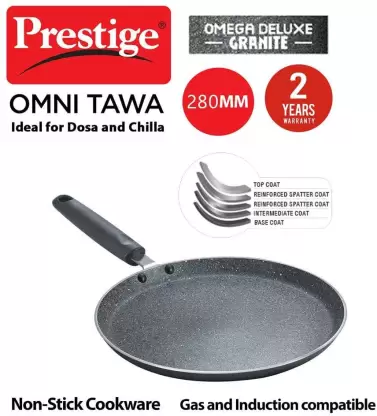 Prestige®
OMEGA DELUXE
GRANITE
OMNI TAWA
Ideal for Dosa and Chilla
280MM
2
YEARS
WARRANTY
TOP COAT
REINFORCED SPATTER COAT
REINFORCED SPATTER COAT
INTERMEDIATE COAT
BASE COAT
Non-Stick Cookware
Gas and Induction compatible